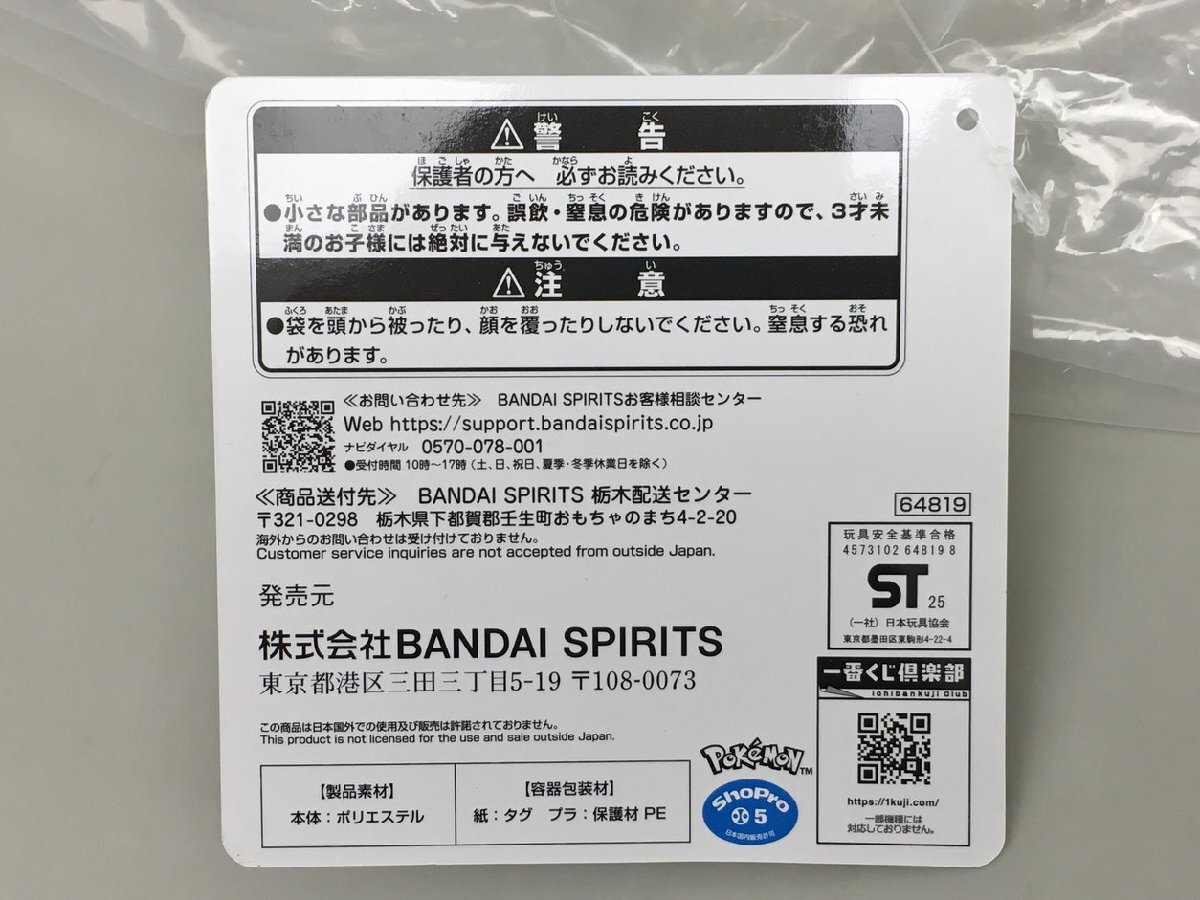 ⚠警告
保護者の方へ 必ずお読みください。
●小さな部品があります。誤飲・窒息の危険がありますので、3才未
満のお子様には絶対に与えないでください。
⚠注意
●袋を頭から被ったり、顔を覆ったりしないでください。窒息する恐れ
があります。
≪お問い合わせ先≫ BANDAI SPIRITSお客様相談センター
Web https://support.bandaispirits.co.jp
ナビダイヤル 0570-078-001
●受付時間 10時～17時(土、日、祝日、夏季・冬季休業日を除く)
≪商品送付先≫ BANDAI SPIRITS 栃木配送センター
〒321-0298 栃木県下都賀郡壬生町おもちゃのまち4-2-20
海外からのお問い合わせは受け付けておりません。
Customer service inquiries are not accepted from outside Japan.
発売元
株式会社BANDAI SPIRITS
東京都港区三田三丁目5-19 〒108-0073
この商品は日本国外での使用及び販売は許諾されておりません。
This product is not licensed for the use and sale outside Japan.
【製品素材】
本体:ポリエステル
【容器包装材】
紙:タグ プラ:保護材 PE
Pokémon TM
ShoPro
5
日本国内販売許可
64819
玩具安全基準合格
4573102 648198
ST 25
(一社)日本玩具協会
東京都墨田区東駒形4-22-4
一番くじ倶楽部
Ichibankuji Club
https://1kuji.com/
一部機種には
対応しておりません。